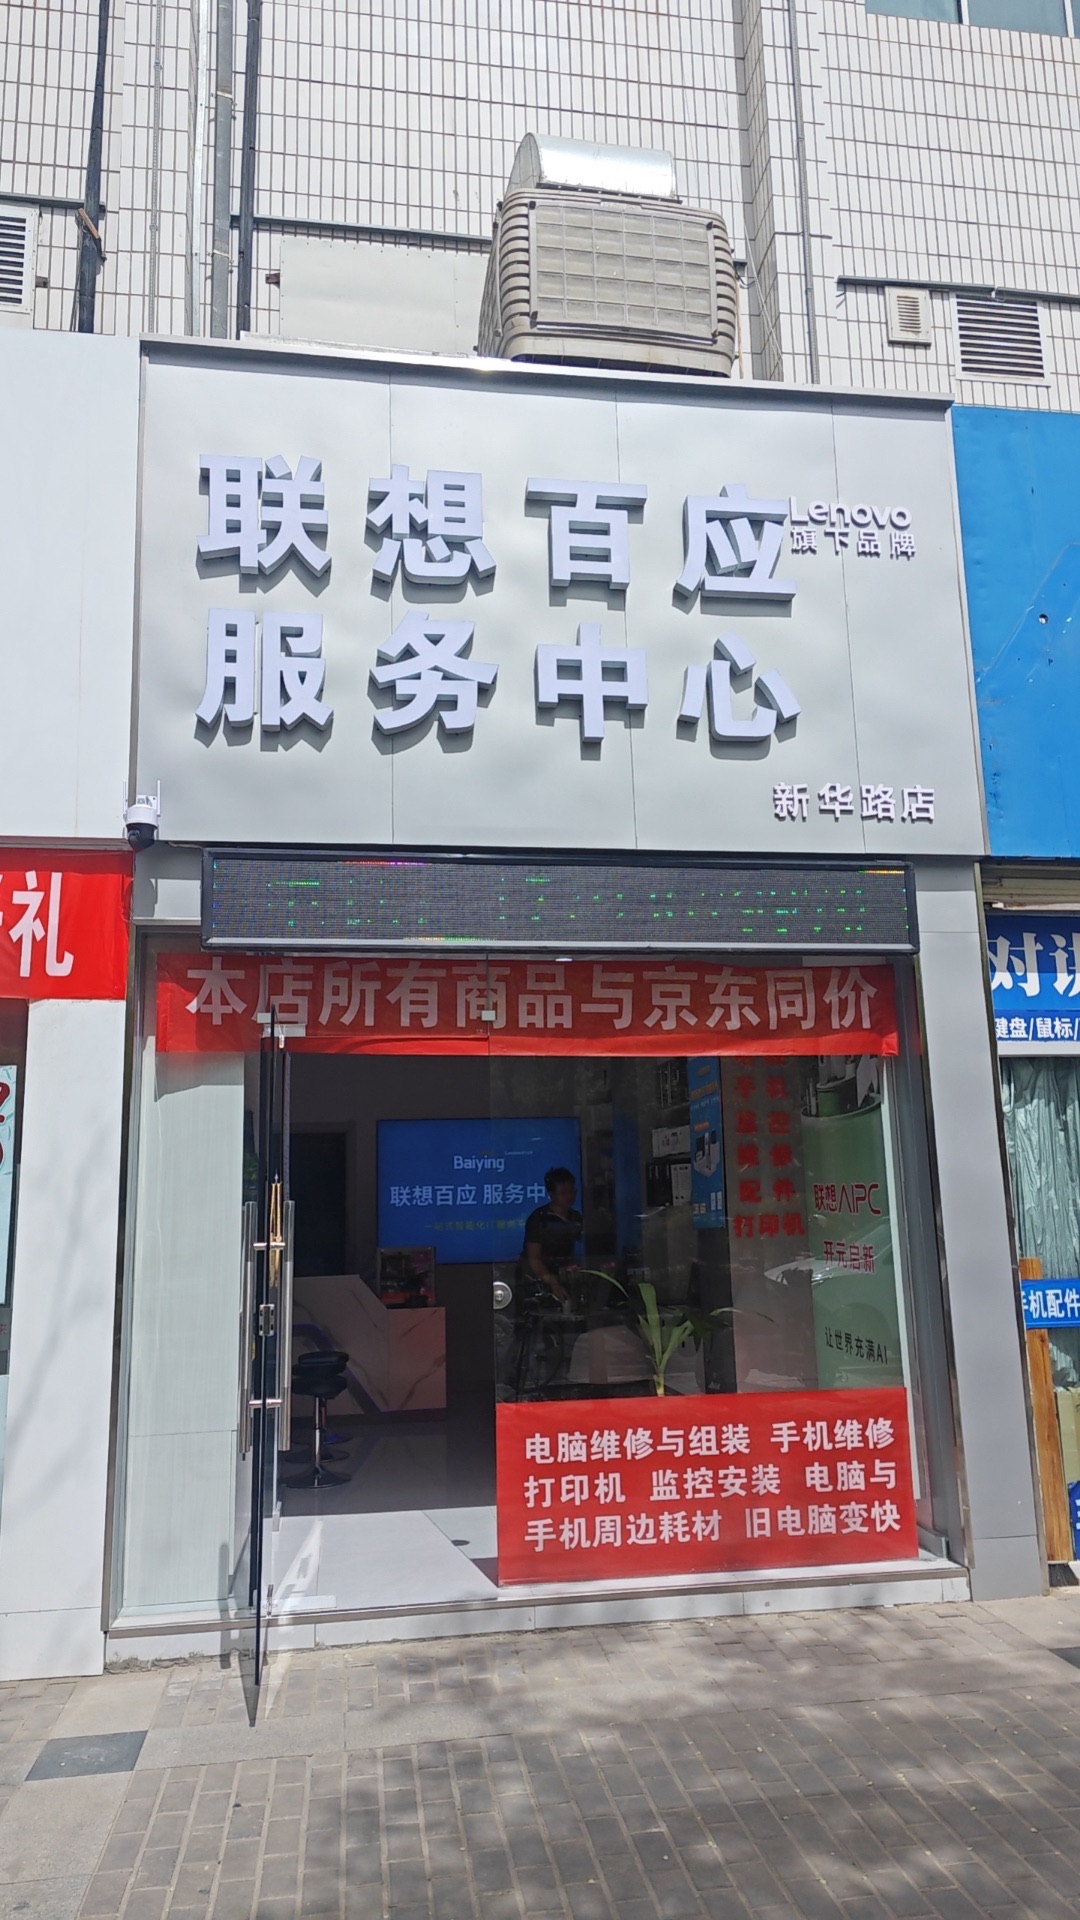 联想百应
Lenovo
旗下品牌
服务中心
新华路店
礼
本店所有商品与京东同价
对讲
键盘/鼠标/
Baiying
联想百应 服务中
配件
打印机
联想AIPC
开元启新
让世界充满AI
手机配件
电脑维修与组装 手机维修
打印机 监控安装 电脑与
手机周边耗材 旧电脑变快